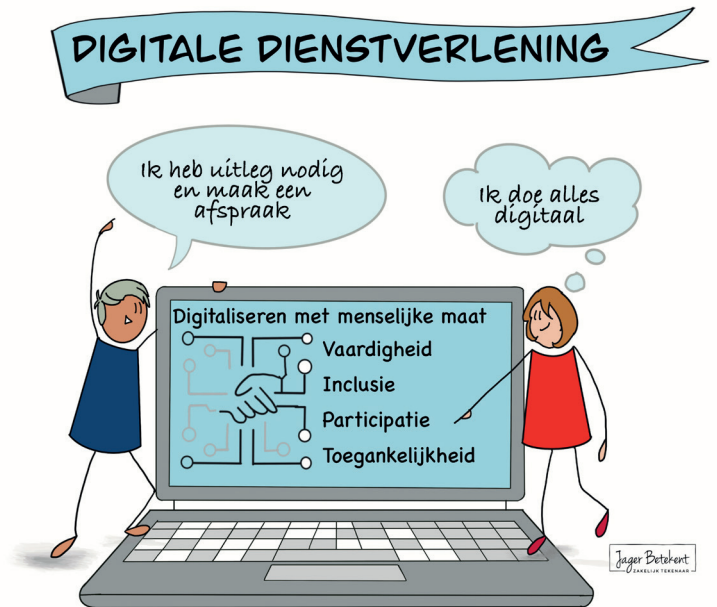 DIGITALE DIENSTVERLENING
Ik heb uitleg nodig
en maak een
afspraak
Ik doe alles
digitaal
Digitaliseren met menselijke maat
Vaardigheid
Inclusie
Participatie
Toegankelijkheid
Jager Betekent
ZAKELIJK TEKENAAR